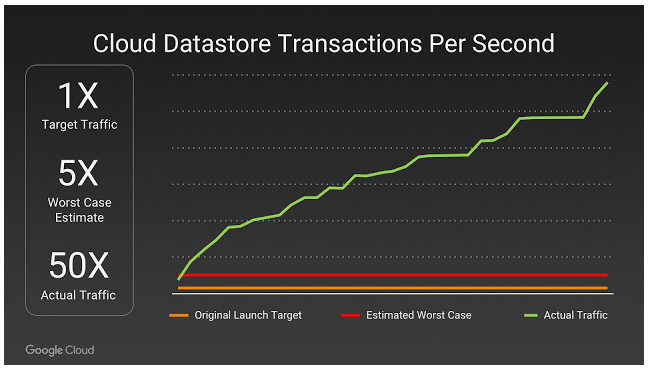 Cloud Datastore Transactions Per Second
1X
Target Traffic
5X
Worst Case
Estimate
50X
Actual Traffic
Original Launch Target
Estimated Worst Case
Actual Traffic
Google Cloud